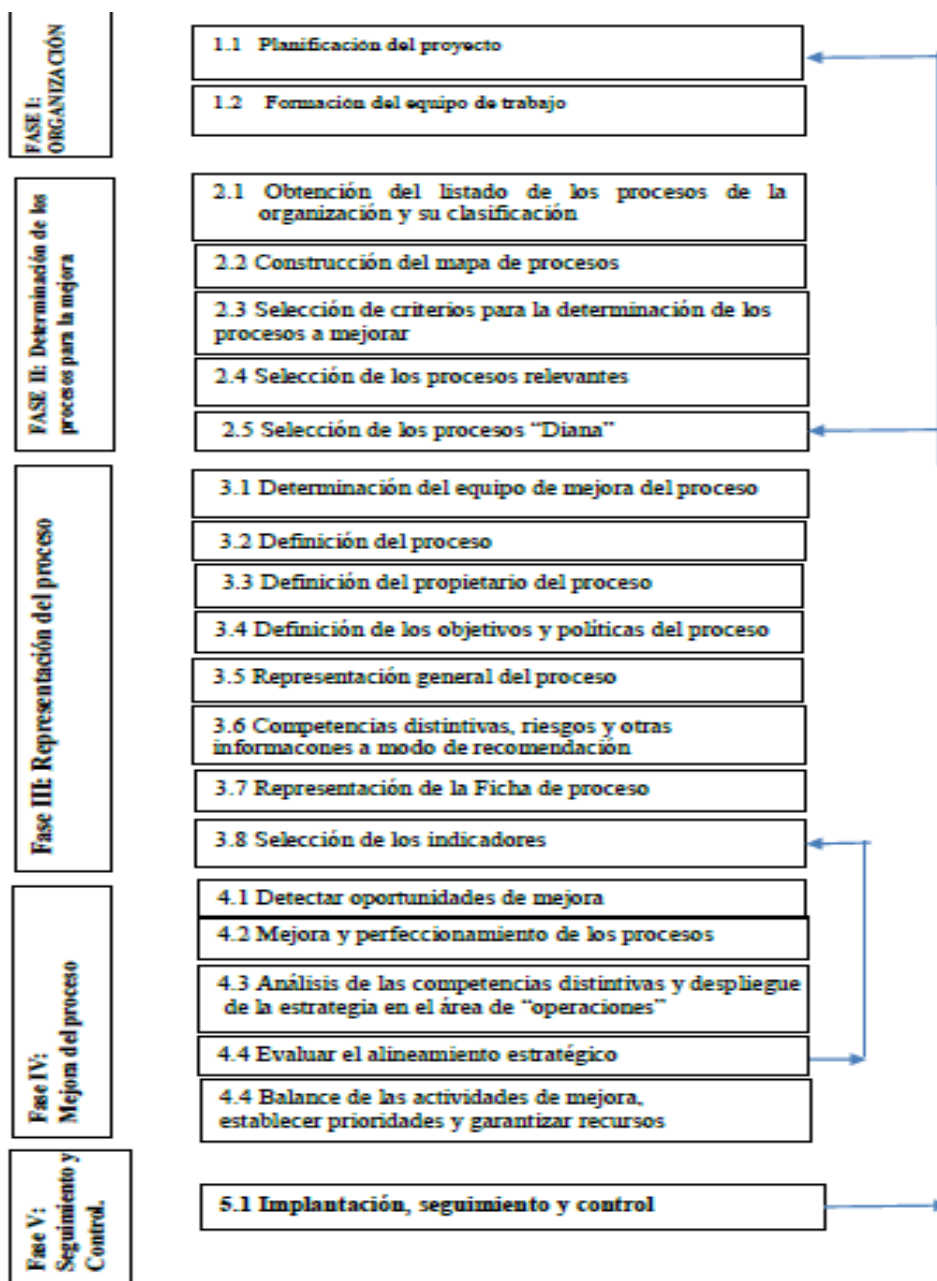 FASE I:
ORGANIZACIÓN
1.1 Planificación del proyecto
1.2 Formación del equipo de trabajo
FASE II: Determinación de los
procesos para la mejora
2.1 Obtención del listado de los procesos de la
organización y su clasificación
2.2 Construcción del mapa de procesos
2.3 Selección de criterios para la determinación de los
procesos a mejorar
2.4 Selección de los procesos relevantes
2.5 Selección de los procesos “Diana”
Fase III: Representación del proceso
3.1 Determinación del equipo de mejora del proceso
3.2 Definición del proceso
3.3 Definición del propietario del proceso
3.4 Definición de los objetivos y políticas del proceso
3.5 Representación general del proceso
3.6 Competencias distintivas, riesgos y otras
informacones a modo de recomendación
3.7 Representación de la Ficha de proceso
3.8 Selección de los indicadores
Fase IV:
Mejora del proceso
4.1 Detectar oportunidades de mejora
4.2 Mejora y perfeccionamiento de los procesos
4.3 Análisis de las competencias distintivas y despliegue
de la estrategia en el área de “operaciones”
4.4 Evaluar el alineamiento estratégico
4.4 Balance de las actividades de mejora,
establecer prioridades y garantizar recursos
Fase V:
Seguimiento y
Control.
5.1 Implantación, seguimiento y control